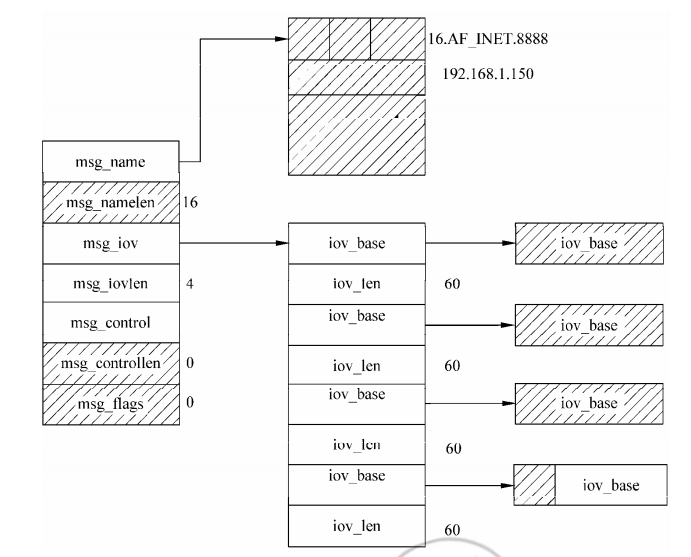 16.AF_INET.8888
192.168.1.150
msg_name
msg_namelen 16
msg_iov
msg_iovlen 4
msg_control
msg_controllen 0
msg_flags 0
iov_base iov_base
iov_len 60
iov_base iov_base
iov_len 60
iov_base iov_base
iov_len 60
iov_base iov_base
iov_len 60